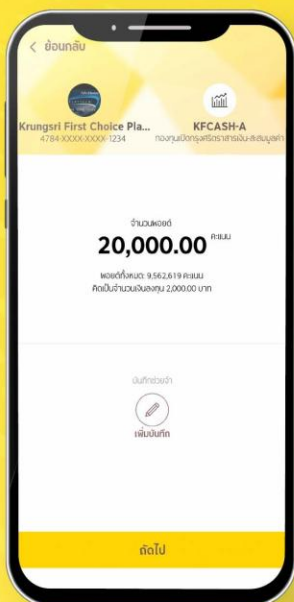 ย้อนกลับ
Krungsri First Choice Pla...
4784-XXXX-XXXX-1234
KFCASH-A
กองทุนเปิดกรุงศรีตราสารเงิน-สะสมมูลค่า
จำนวนพอยต์
20,000.00 คะแนน
พอยต์ทั้งหมด: 9,562,619 คะแนน
คิดเป็นจำนวนเงินลงทุน 2,000.00 บาท
บันทึกช่วยจำ
เพิ่มบันทึก
ถัดไป